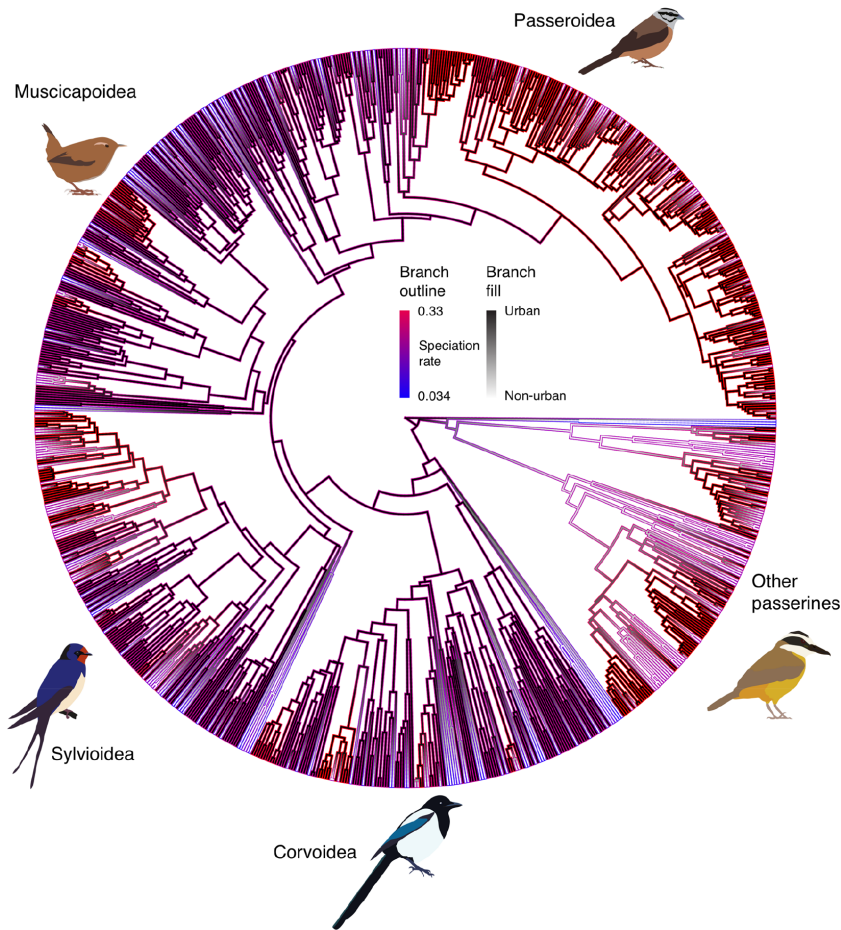 Passeroidea
Muscicapoidea
Branch
outline
Branch
fill
0.33
Urban
Speciation
rate
0.034
Non-urban
Other
passerines
Sylvioidea
Corvoidea